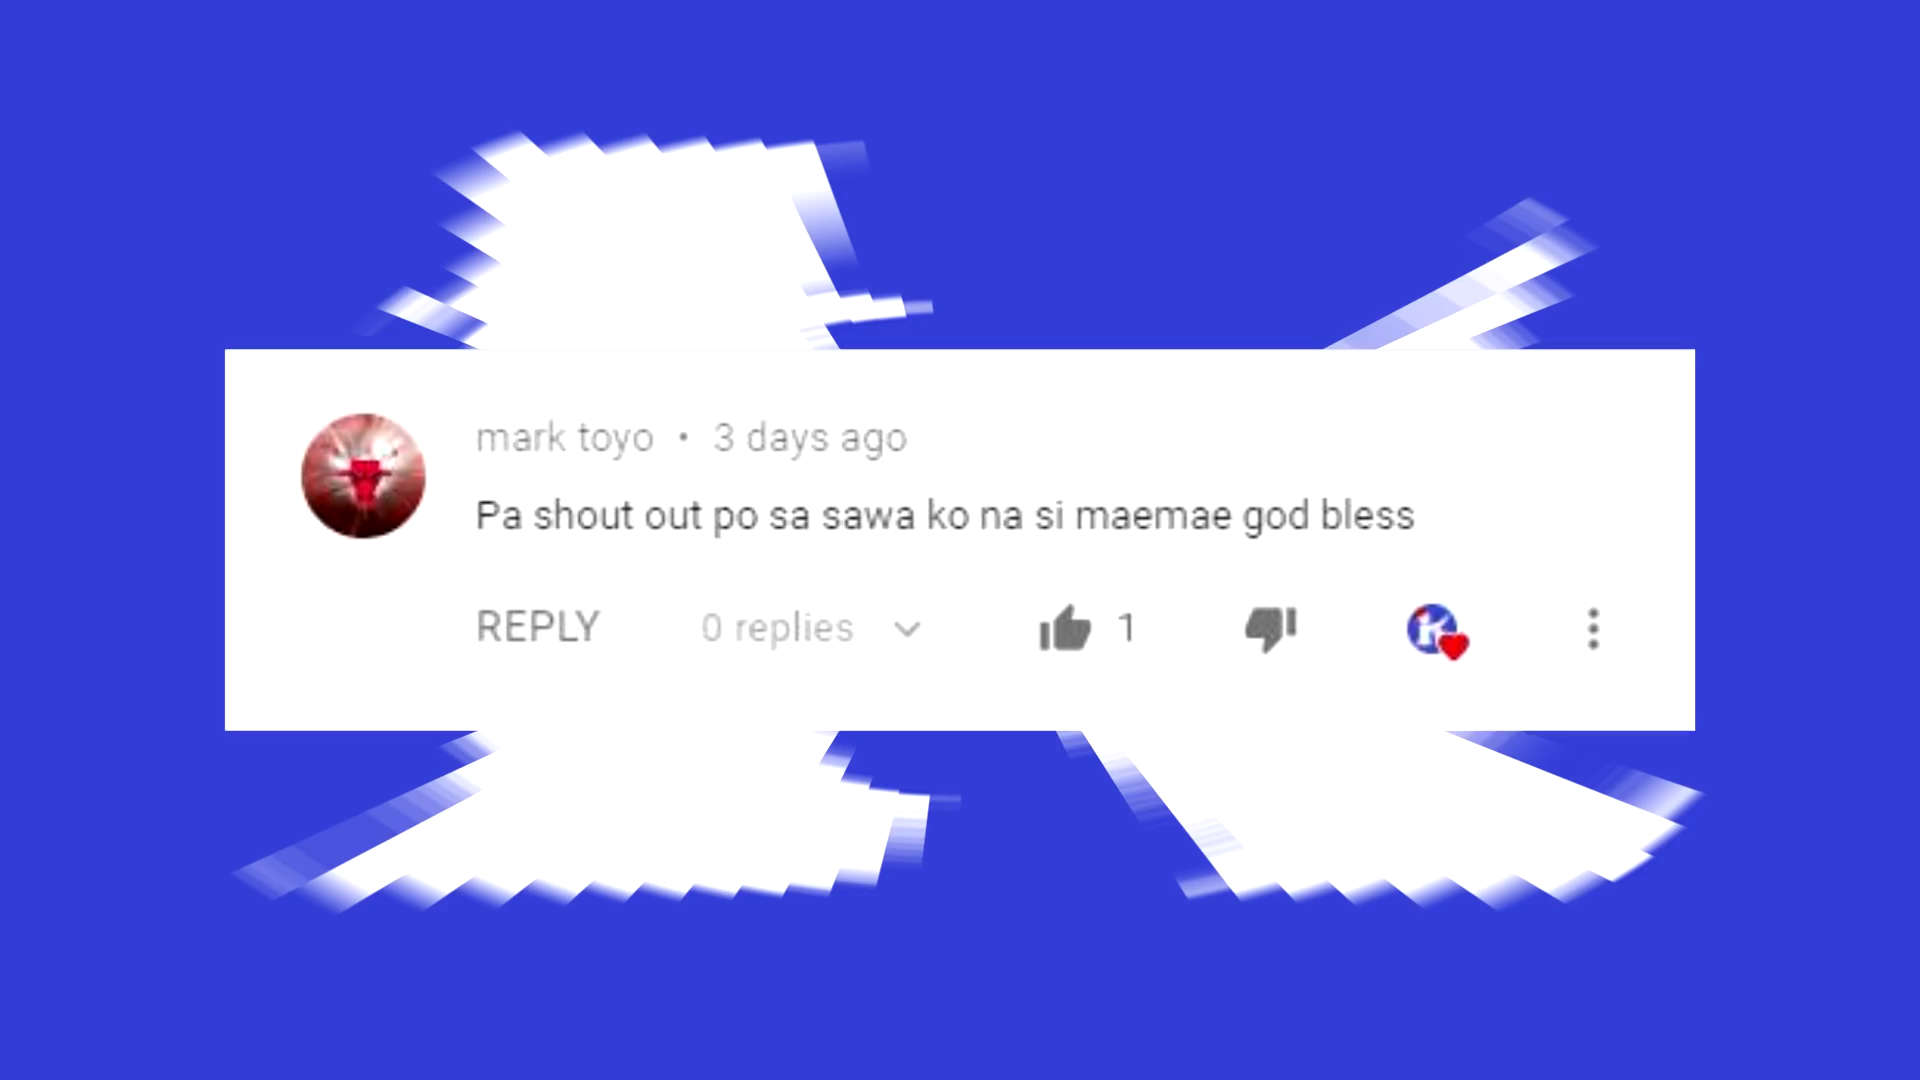 mark toyo • 3 days ago
Pa shout out po sa sawa ko na si maemae god bless
REPLY 0 replies 1